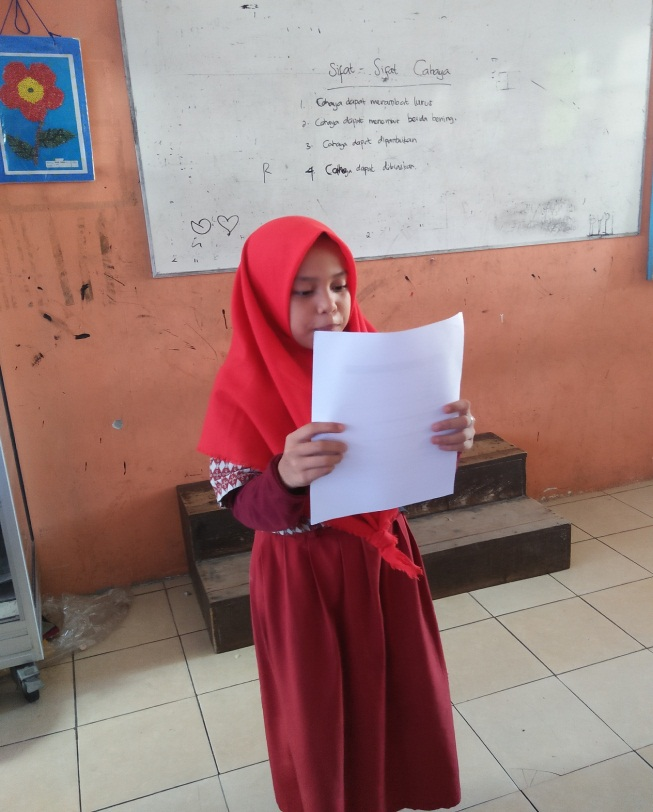 Sifat - Sifat Cahaya
1. Cahaya dapat merambat lurus
2. Cahaya dapat menembus benda bening.
3. Cahaya dapat dipantulkan
R 4 Cahaya dapat dibiaskan.